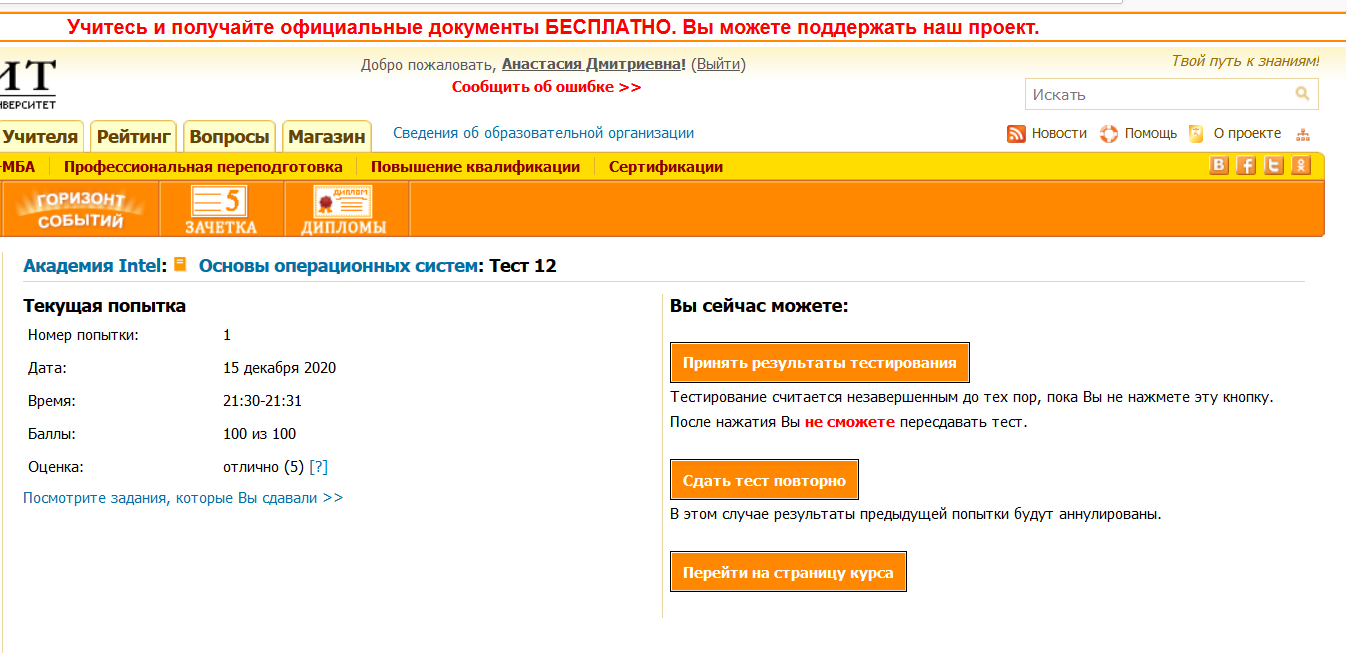 Учитесь и получайте официальные документы БЕСПЛАТНО. Вы можете поддержать наш проект.
Добро пожаловать, Анастасия Дмитриевна! (Выйти)
Твой путь к знаниям!
Сообщить об ошибке >>
ИТ
НИВЕРСИТЕТ
Искать
Учителя Рейтинг Вопросы Магазин Сведения об образовательной организации Новости Помощь О проекте
-МБА Профессиональная переподготовка Повышение квалификации Сертификации
ГОРИЗОНТ СОБЫТИЙ
5 ЗАЧЕТКА
ДИПЛОМ ДИПЛОМЫ
Академия Intel: Основы операционных систем: Тест 12
Текущая попытка
Номер попытки: 1
Дата: 15 декабря 2020
Время: 21:30-21:31
Баллы: 100 из 100
Оценка: отлично (5) [?]
Посмотрите задания, которые Вы сдавали >>
Вы сейчас можете:
Принять результаты тестирования
Тестирование считается незавершенным до тех пор, пока Вы не нажмете эту кнопку.
После нажатия Вы не сможете пересдавать тест.
Сдать тест повторно
В этом случае результаты предыдущей попытки будут аннулированы.
Перейти на страницу курса